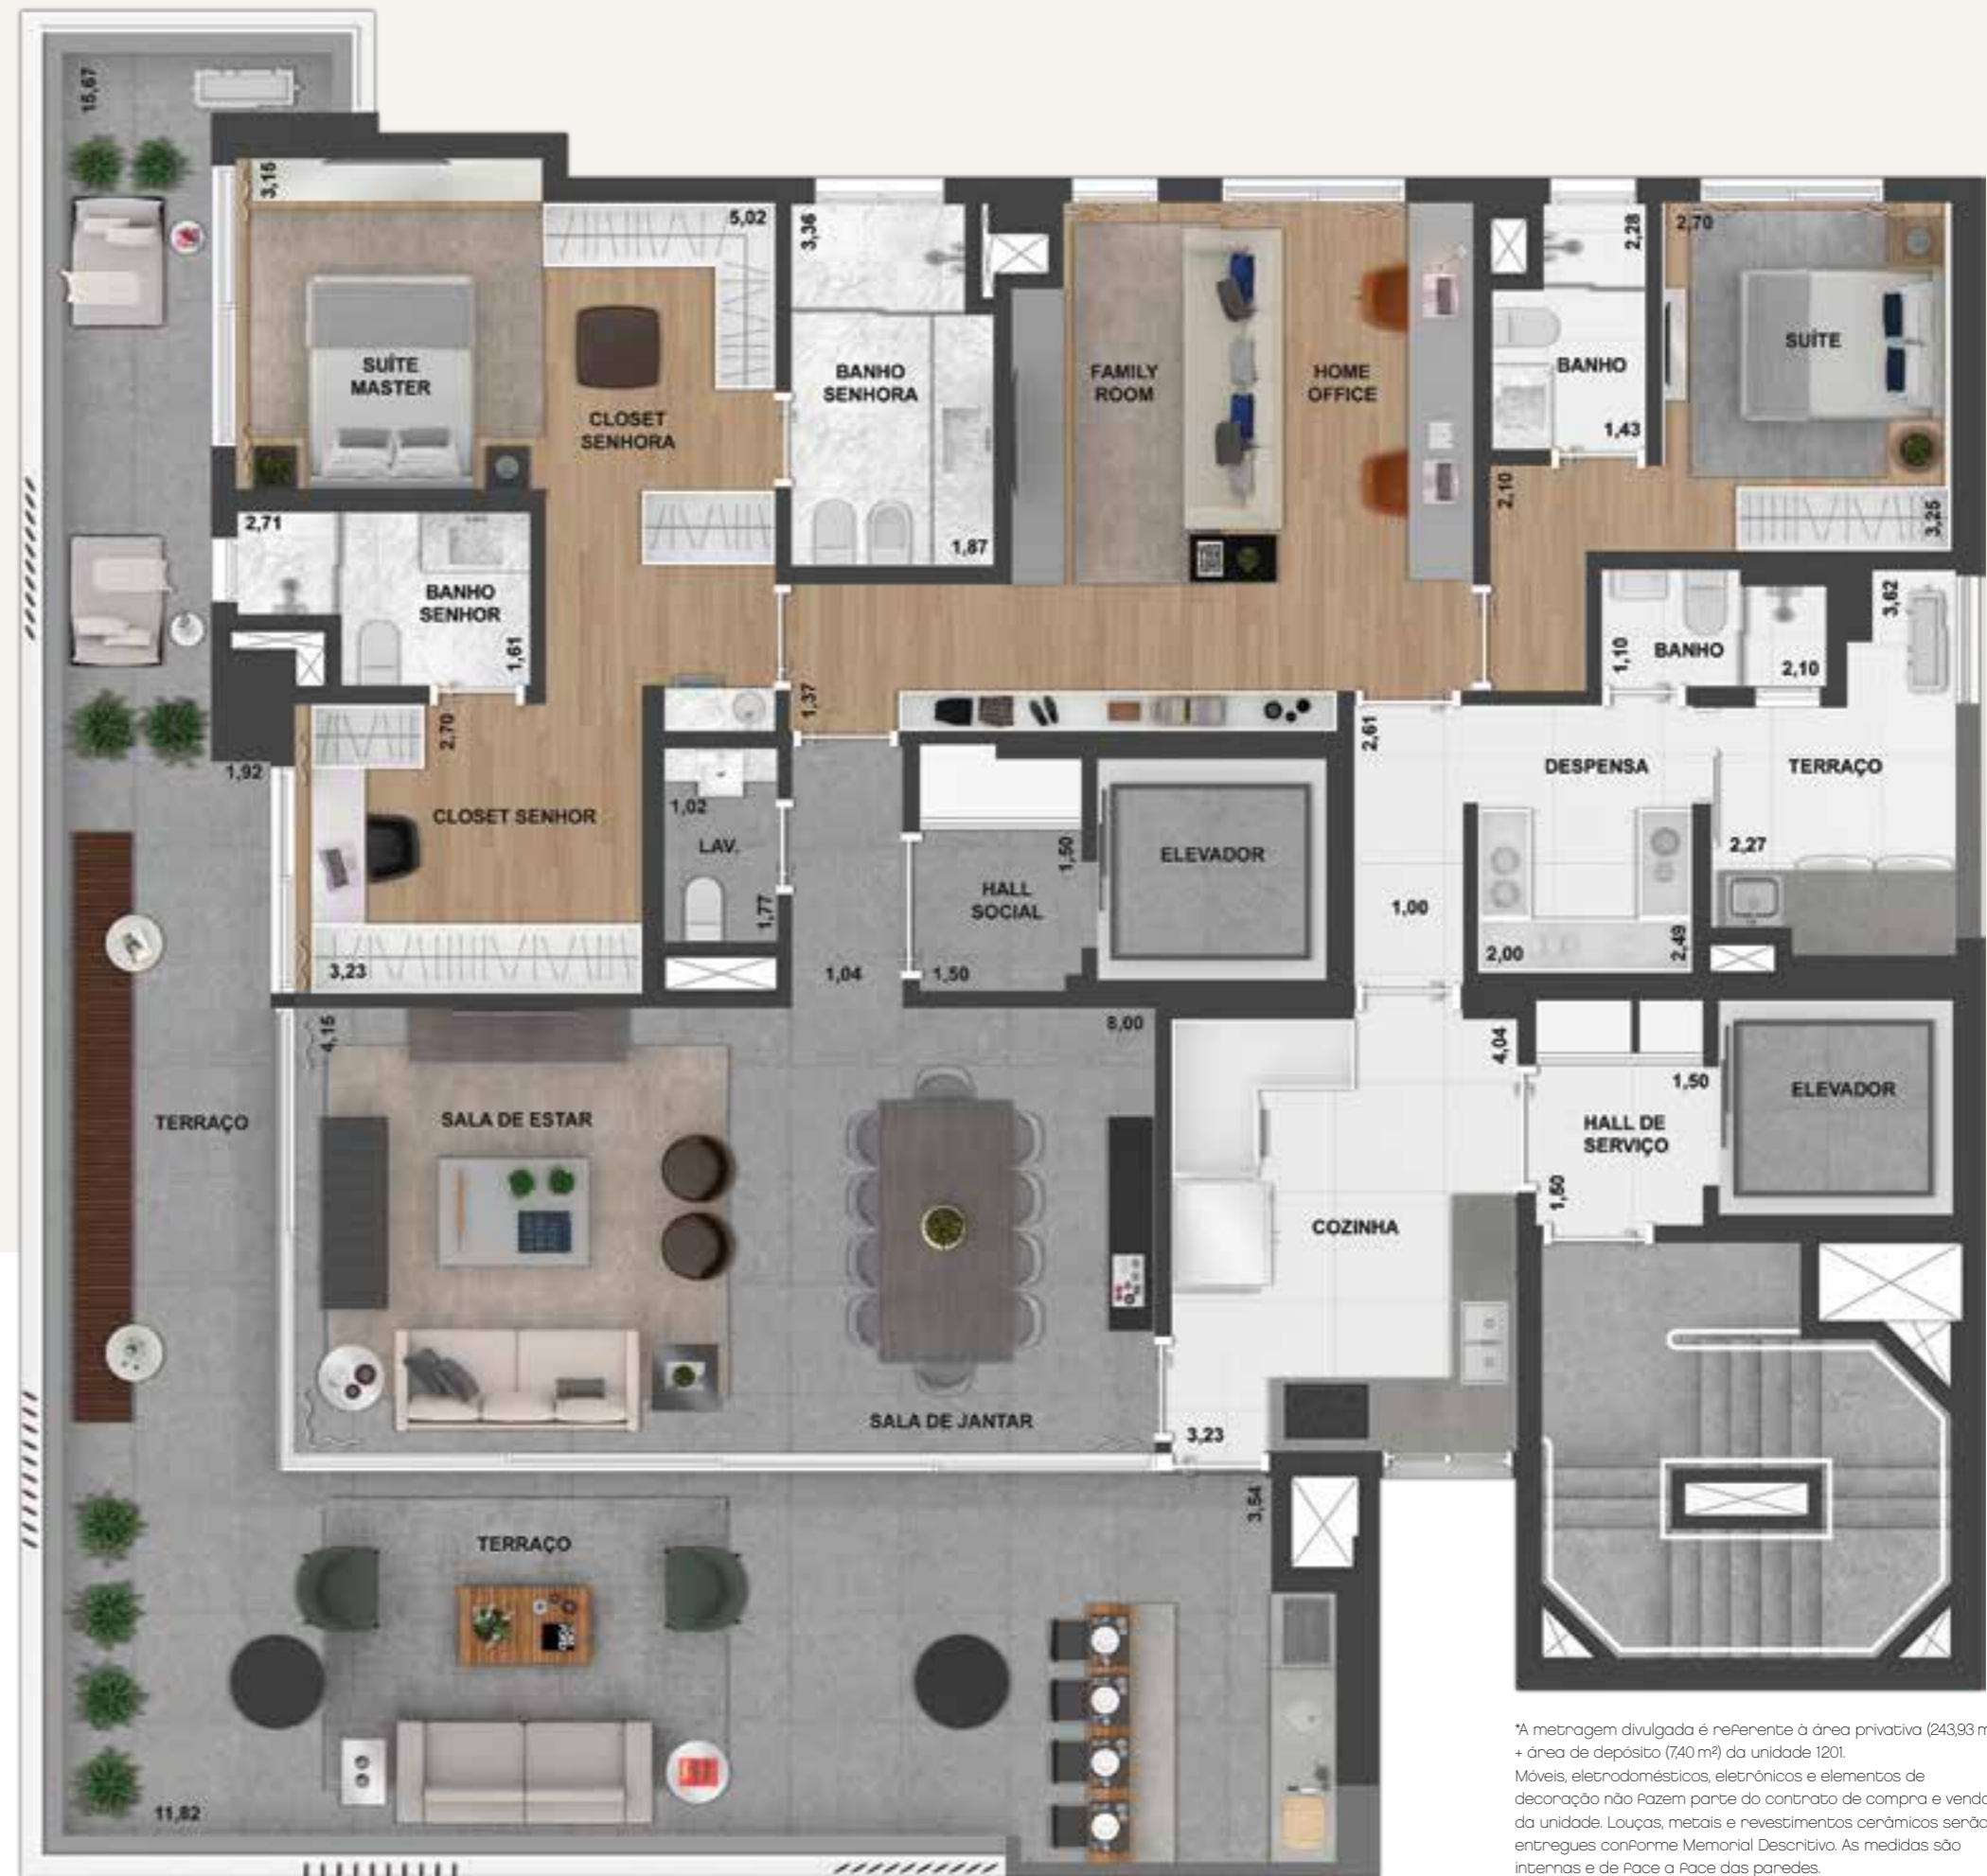 15,67
3,15
5,02
3,36
2,28
2,70
SUÍTE
MASTER
CLOSET
SENHORA
BANHO
SENHORA
FAMILY
ROOM
HOME
OFFICE
BANHO
1,43
SUÍTE
2,71
1,87
2,10
3,25
BANHO
SENHOR
1,61
BANHO
1,10
2,10
3,62
2,70
1,37
2,61
1,92
CLOSET SENHOR
1,02
LAV.
1,77
HALL
SOCIAL
1,50
ELEVADOR
DESPENSA
TERRAÇO
2,27
1,00
3,23
1,04
1,50
2,00
2,49
4,15
8,00
4,04
1,50
TERRAÇO
SALA DE ESTAR
ELEVADOR
HALL DE
SERVIÇO
1,50
COZINHA
SALA DE JANTAR
3,23
3,54
TERRAÇO
11,82
*A metragem divulgada é referente à área privativa (243,93 m
+ área de depósito (7,40 m²) da unidade 1201.
Móveis, eletrodomésticos, eletrônicos e elementos de
decoração não fazem parte do contrato de compra e venda
da unidade. Louças, metais e revestimentos cerâmicos serão
entregues conforme Memorial Descritivo. As medidas são
internas e de face a face das paredes.